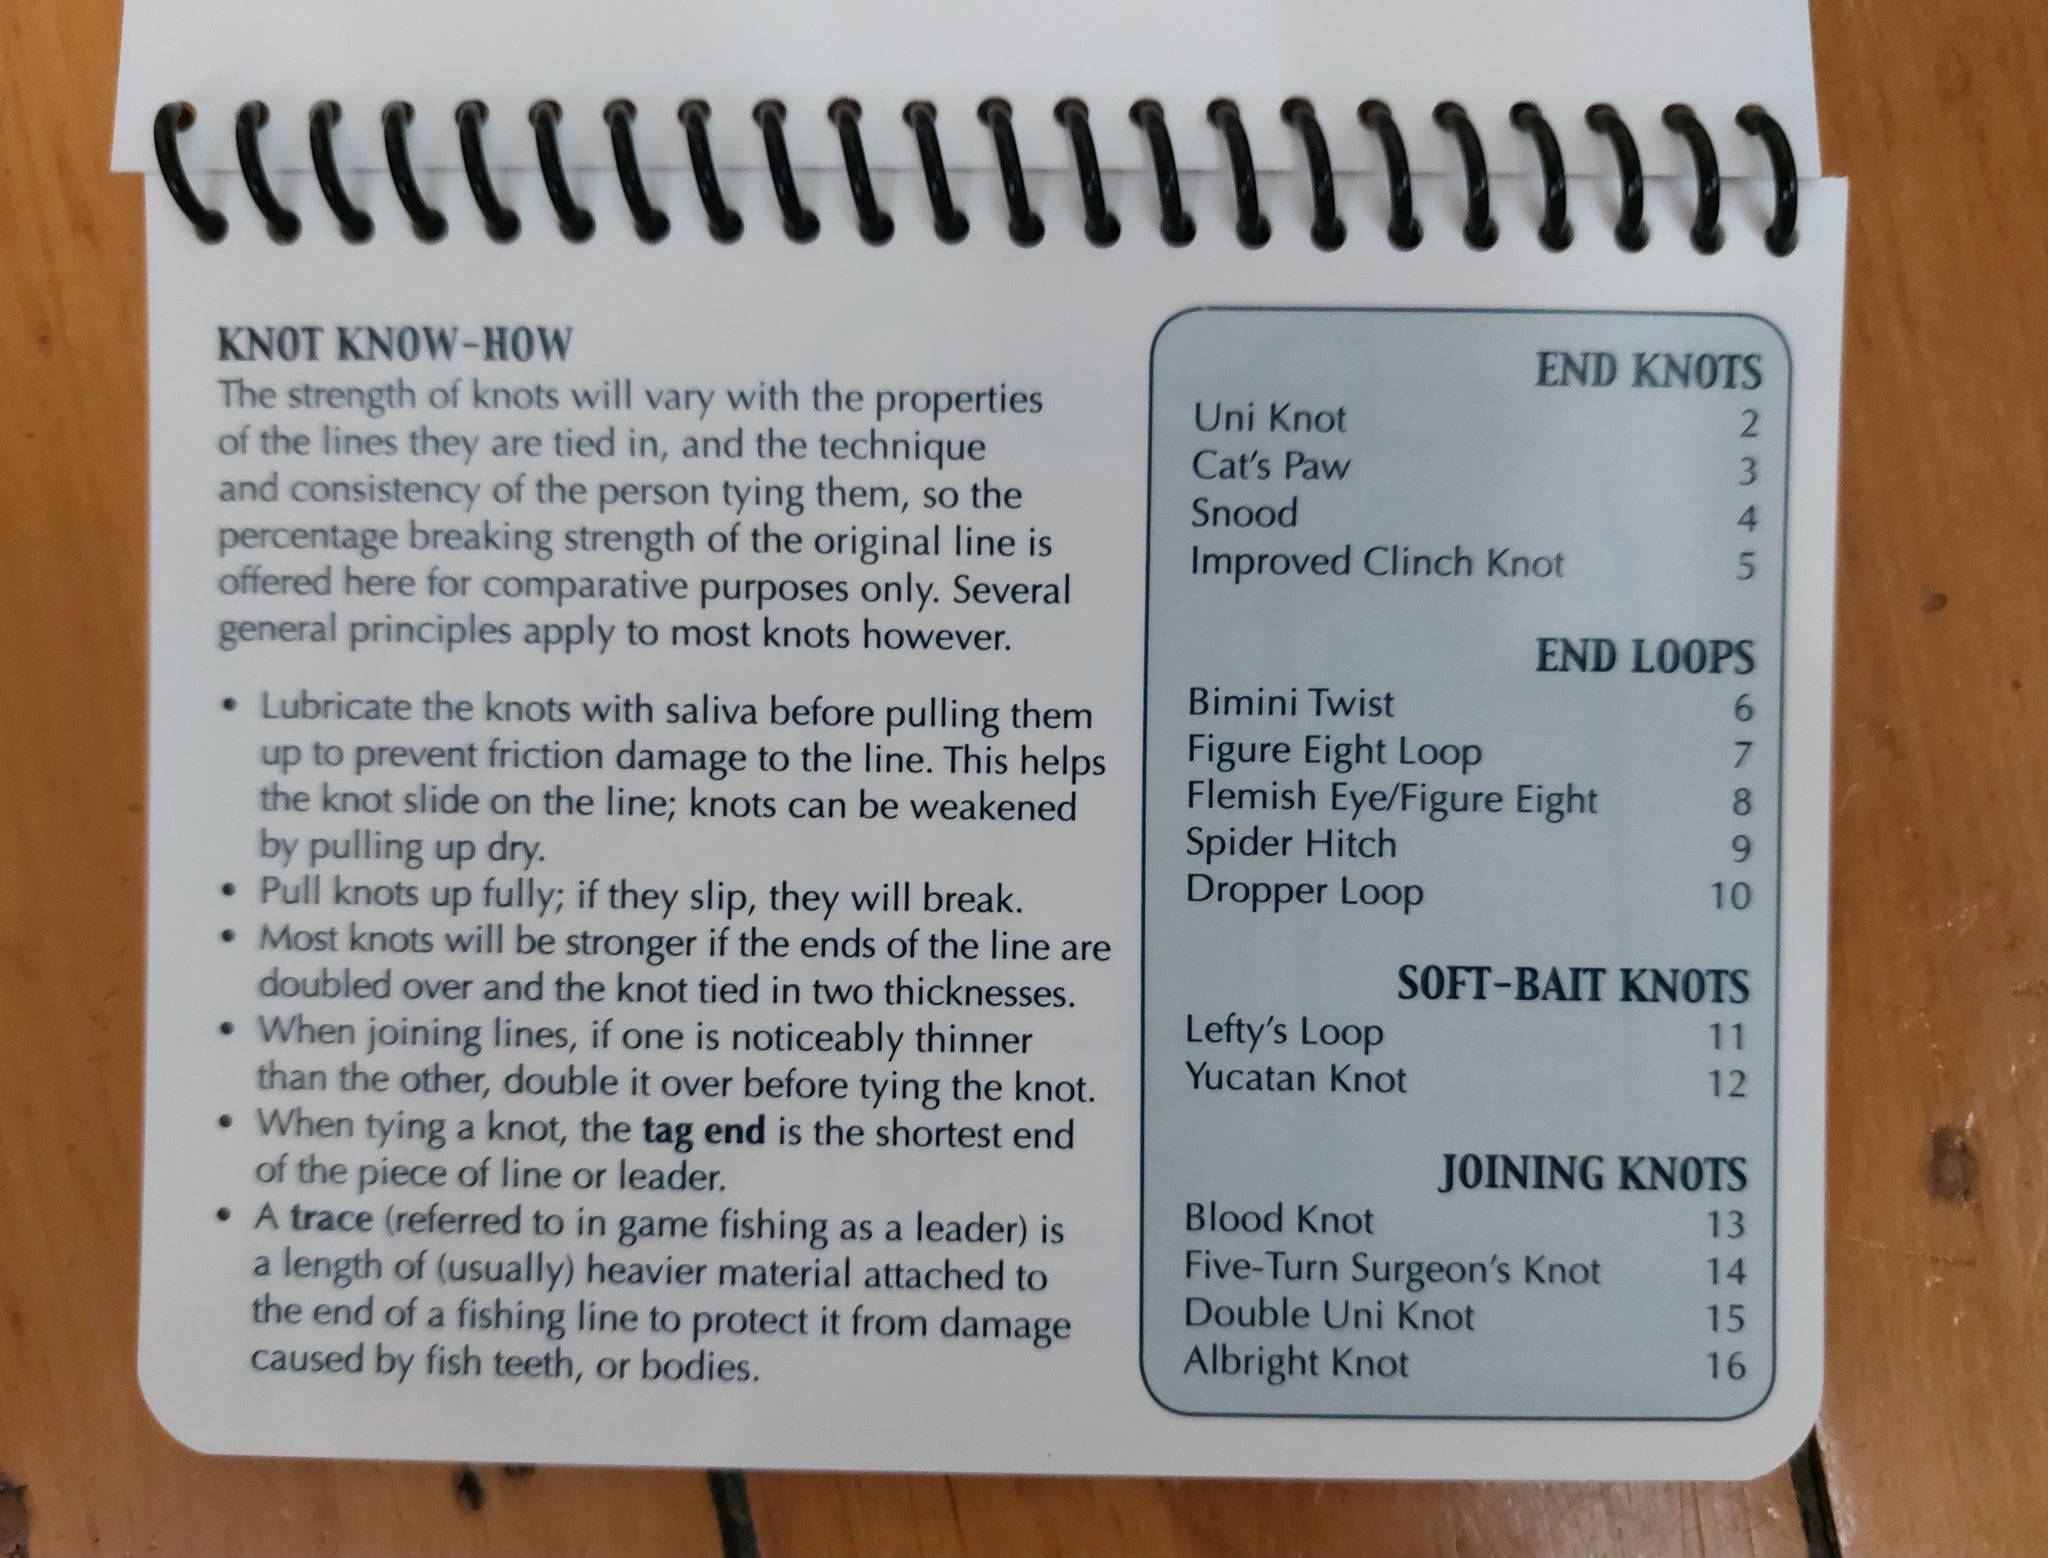 KNOT KNOW-HOW
The strength of knots will vary with the properties
of the lines they are tied in, and the technique
and consistency of the person tying them, so the
percentage breaking strength of the original line is
offered here for comparative purposes only. Several
general principles apply to most knots however.
• Lubricate the knots with saliva before pulling them
up to prevent friction damage to the line. This helps
the knot slide on the line; knots can be weakened
by pulling up dry.
• Pull knots up fully; if they slip, they will break.
• Most knots will be stronger if the ends of the line are
doubled over and the knot tied in two thicknesses.
• When joining lines, if one is noticeably thinner
than the other, double it over before tying the knot.
• When tying a knot, the tag end is the shortest end
of the piece of line or leader.
• A trace (referred to in game fishing as a leader) is
a length of (usually) heavier material attached to
the end of a fishing line to protect it from damage
caused by fish teeth, or bodies.
END KNOTS
Uni Knot 2
Cat's Paw 3
Snood 4
Improved Clinch Knot 5
END LOOPS
Bimini Twist 6
Figure Eight Loop 7
Flemish Eye/Figure Eight 8
Spider Hitch 9
Dropper Loop 10
SOFT-BAIT KNOTS
Lefty's Loop 11
Yucatan Knot 12
JOINING KNOTS
Blood Knot 13
Five-Turn Surgeon's Knot 14
Double Uni Knot 15
Albright Knot 16